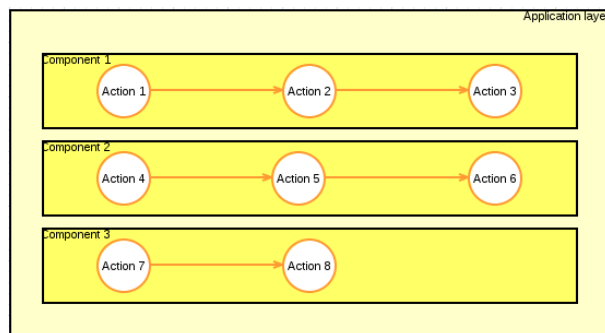 Application laye
Component 1
Action 1 Action 2 Action 3
Component 2
Action 4 Action 5 Action 6
Component 3
Action 7 Action 8